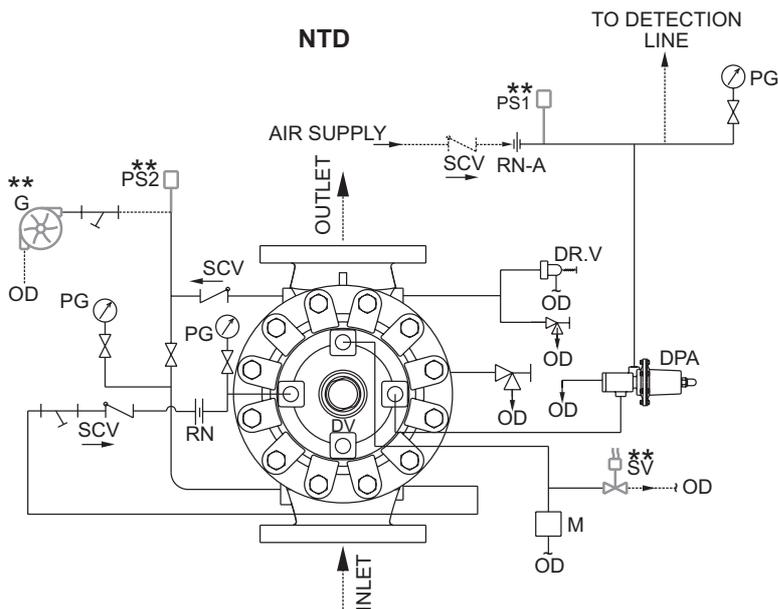 NTD
TO DETECTION
LINE
PG
**
PS1
AIR SUPPLY
SCV
RN-A
**
PS2
**
G
OUTLET
SCV
DR.V
OD
OD
PG
PG
OD
DPA
OD
SCV
RN
DV
OD
**
SV
OD
M
OD
INLET